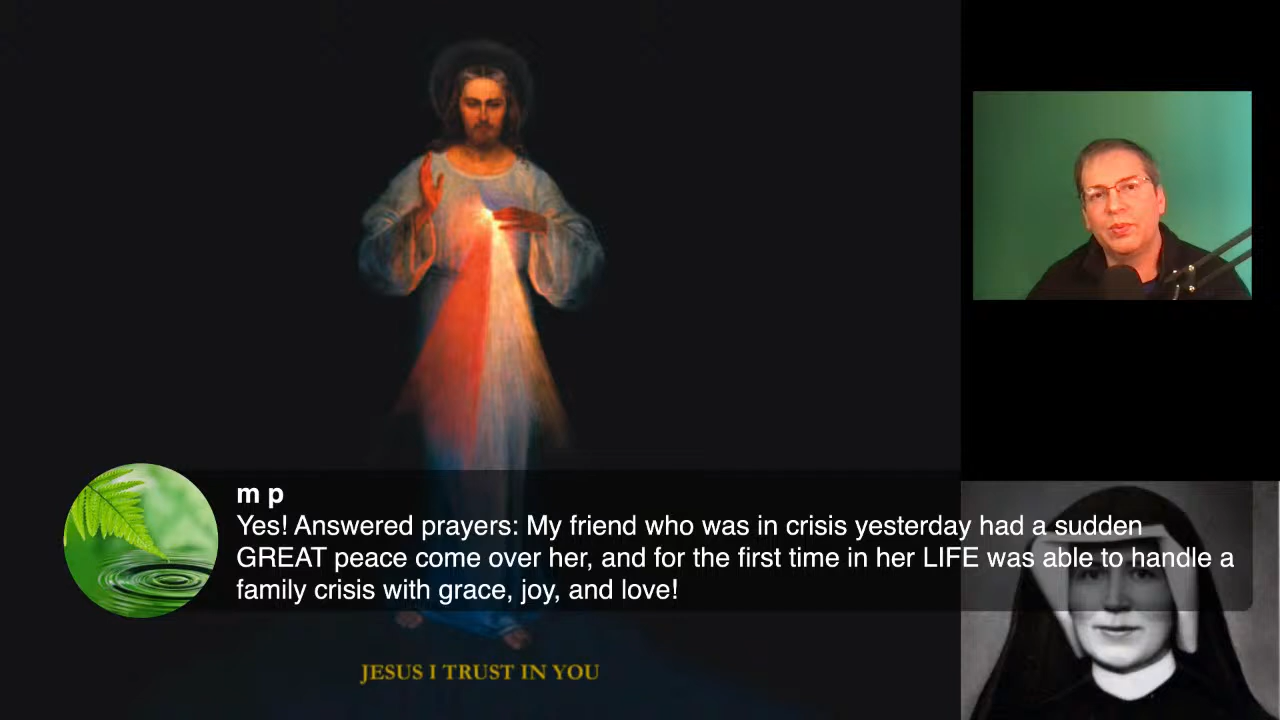 m p
Yes! Answered prayers: My friend who was in crisis yesterday had a sudden
GREAT peace come over her, and for the first time in her LIFE was able to handle a
family crisis with grace, joy, and love!
JESUS I TRUST IN YOU